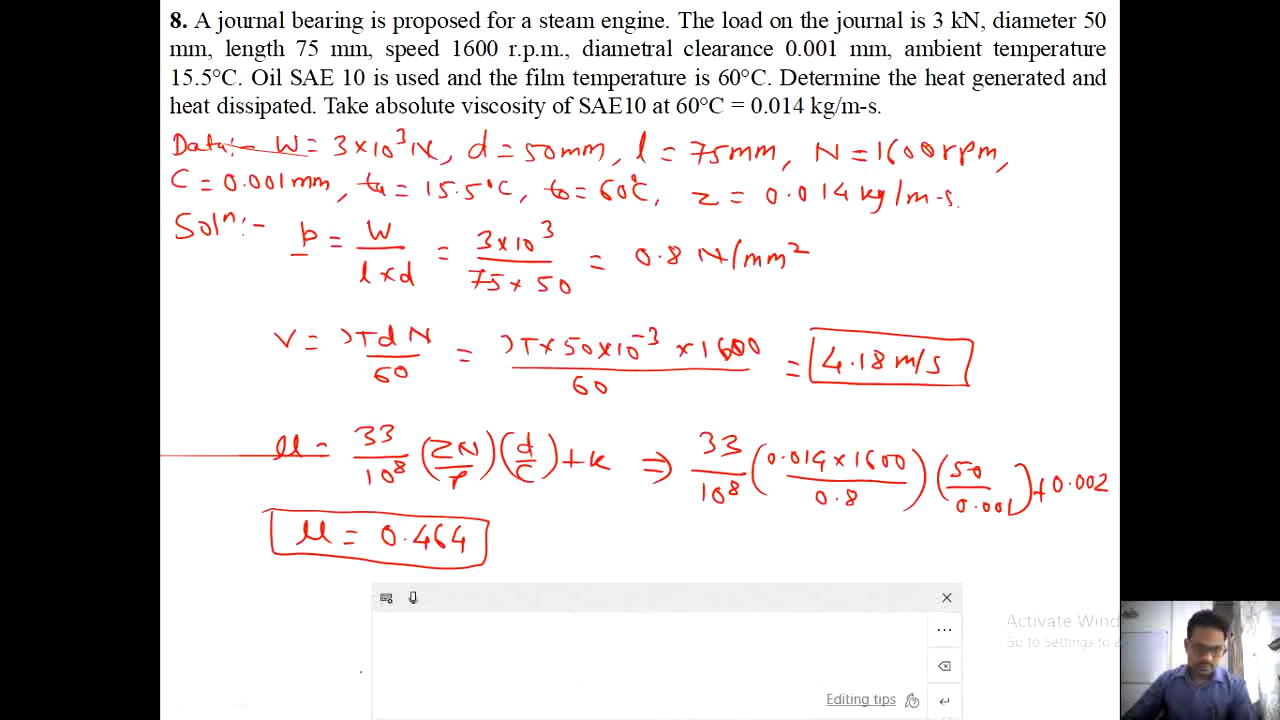 8. A journal bearing is proposed for a steam engine. The load on the journal is 3 kN, diameter 50
mm, length 75 mm, speed 1600 r.p.m., diametral clearance 0.001 mm, ambient temperature
15.5°C. Oil SAE 10 is used and the film temperature is 60°C. Determine the heat generated and
heat dissipated. Take absolute viscosity of SAE10 at 60°C = 0.014 kg/m-s.
Data:- W = 3×10³N, d = 50mm, l = 75mm, N = 1600rpm,
C = 0.001mm, ta = 15.5°C, to = 60°C, z = 0.014 kg/m-s.
Solⁿ:- p = W/(l×d) = (3×10³)/(75×50) = 0.8 N/mm²
V = πdN/60 = (π×50×10⁻³×1600)/60 = 4.18 m/s
μ = 33/10⁸ (ZN/P)(d/C)+k ⇒ 33/10⁸ (0.014×1600/0.8)(50/0.001)+0.002
μ = 0.464
Activate Wind
Go to Settings to a
Editing tips